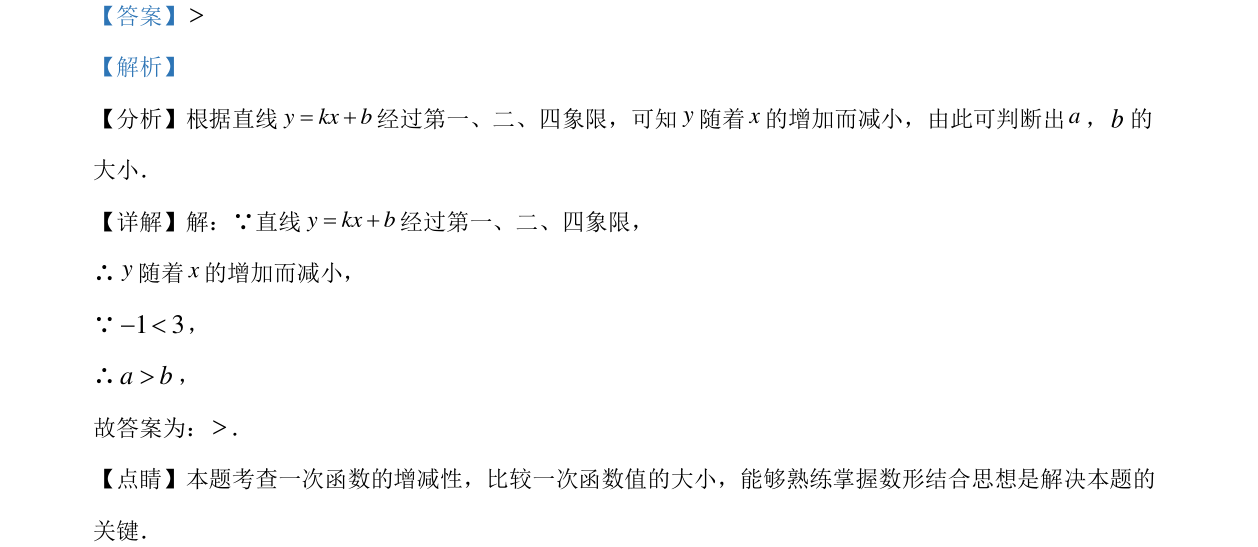 【答案】>
【解析】
【分析】根据直线 y = kx + b 经过第一、二、四象限，可知 y 随着 x 的增加而减小，由此可判断出 a ， b 的
大小．
【详解】解：∵直线 y = kx + b 经过第一、二、四象限，
∴ y 随着 x 的增加而减小，
∵ −1 < 3，
∴ a > b ，
故答案为：>．
【点睛】本题考查一次函数的增减性，比较一次函数值的大小，能够熟练掌握数形结合思想是解决本题的
关键．